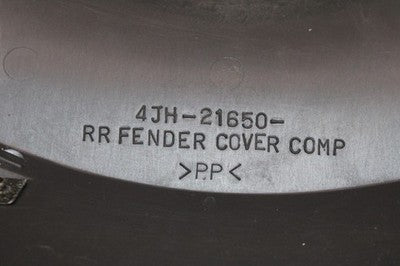 4JH-21650-
RR FENDER COVER COMP
>PP<